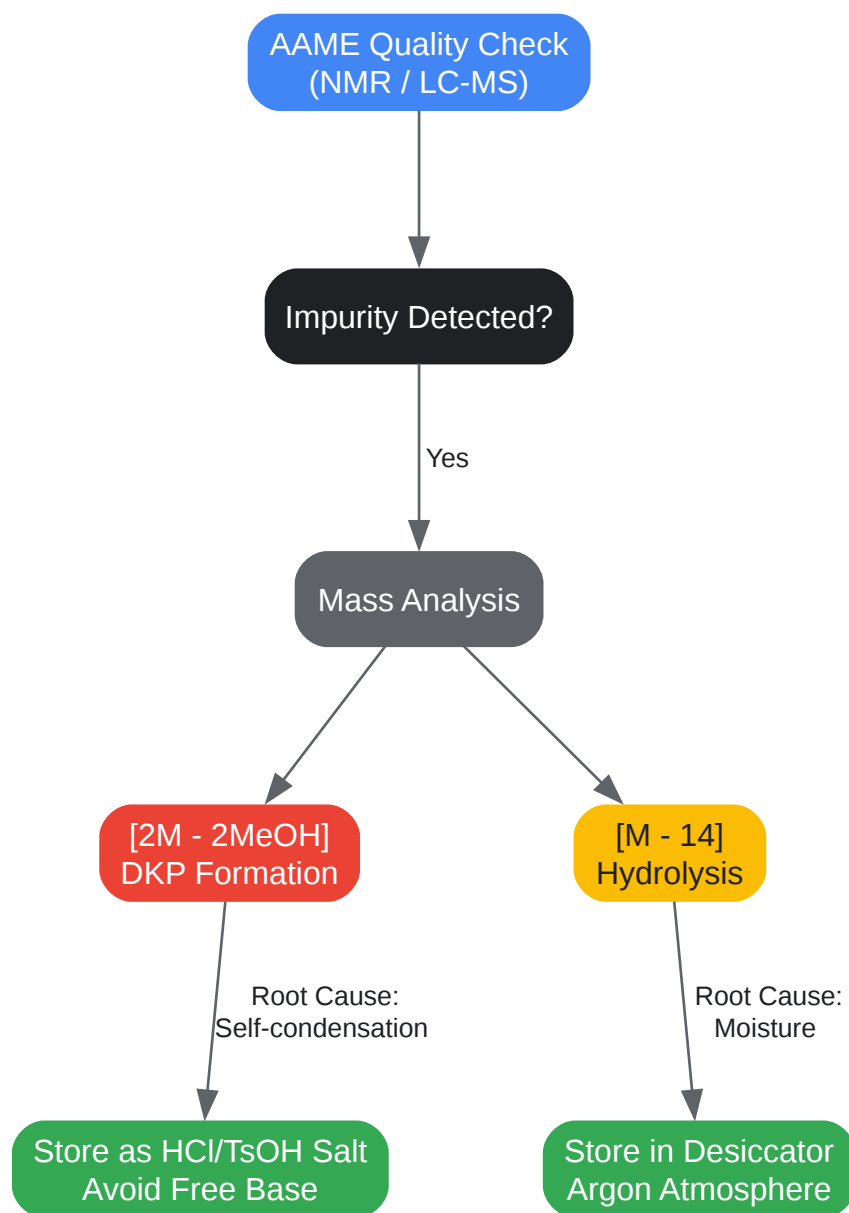 AAME Quality Check
(NMR / LC-MS)
Impurity Detected?
Yes
Mass Analysis
[2M - 2MeOH]
DKP Formation
[M - 14]
Hydrolysis
Root Cause:
Self-condensation
Root Cause:
Moisture
Store as HCl/TsOH Salt
Avoid Free Base
Store in Desiccator
Argon Atmosphere